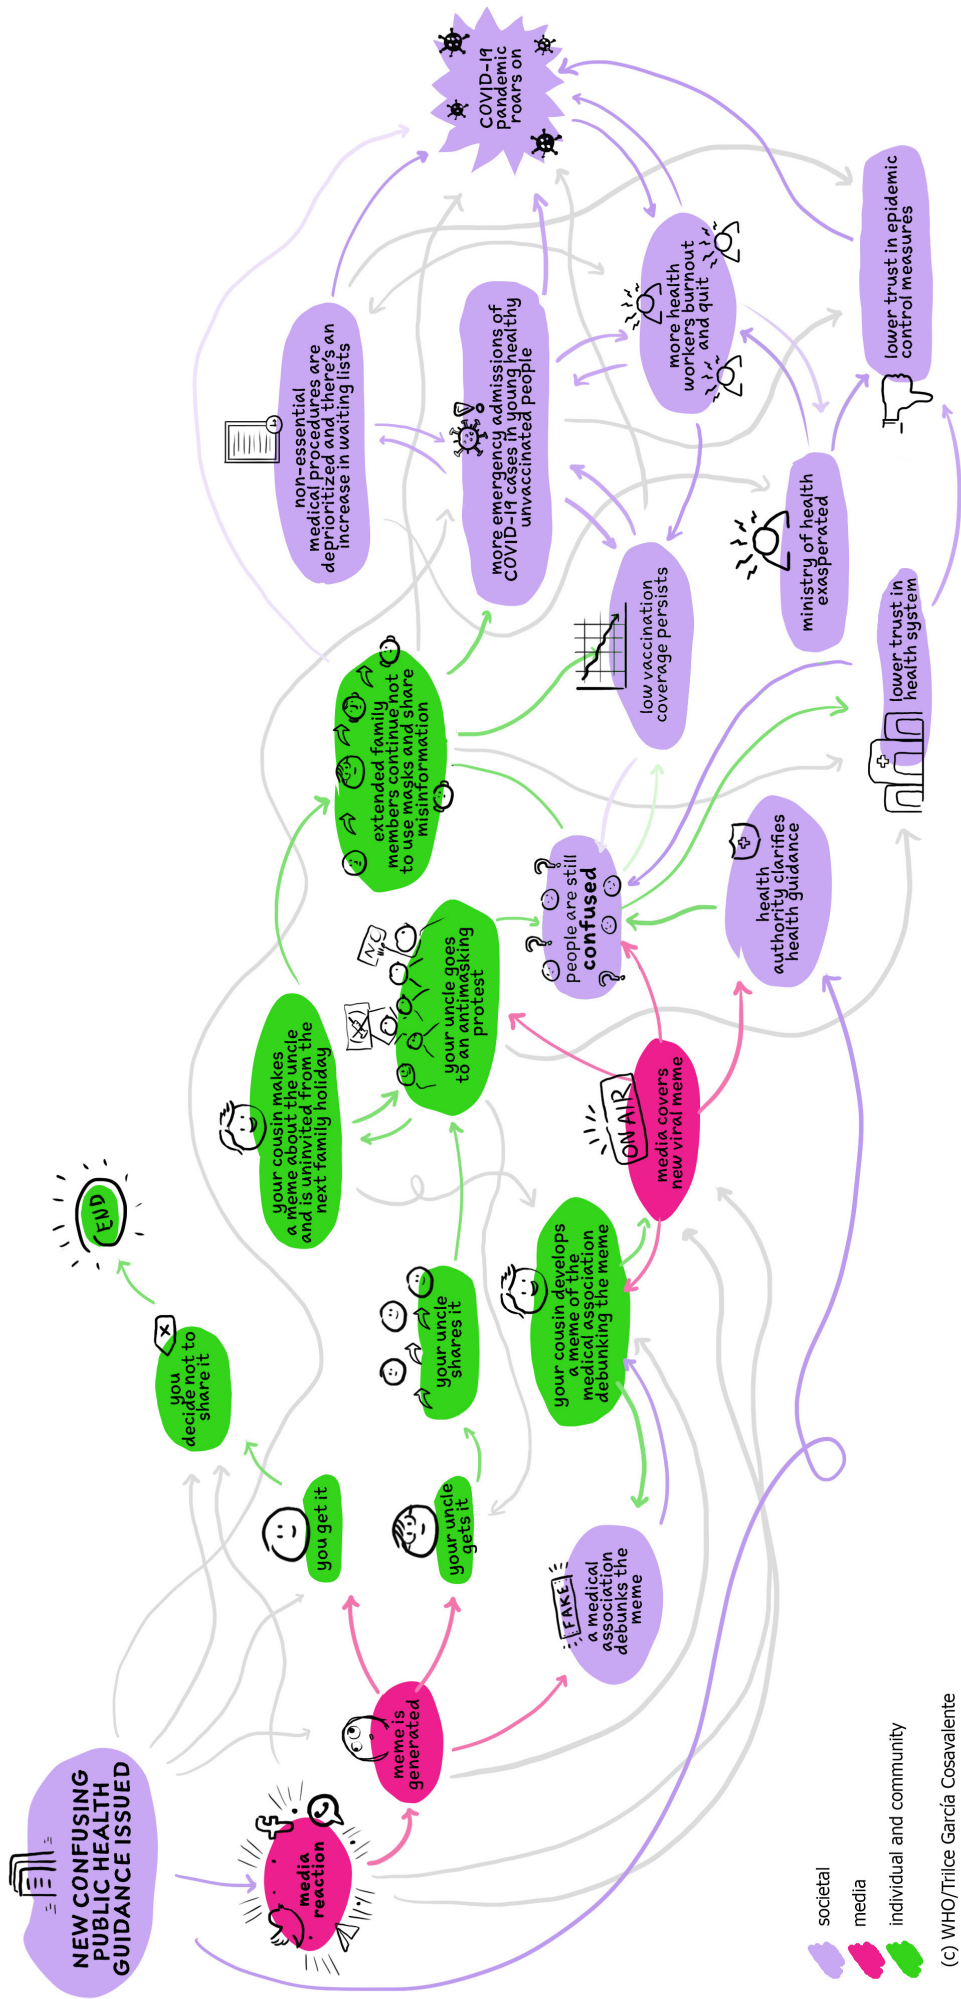 NEW CONFUSING
PUBLIC HEALTH
GUIDANCE ISSUED
media
reaction
meme is
generated
you get it
your uncle
gets it
you
decide not to
share it
END
your uncle
shares it
FAKE
a medical
association
debunks the
meme
your cousin develops
a meme of the
medical association
debunking the meme
your cousin makes
a meme about the uncle
and is uninvited from the
next family holiday
NO
your uncle goes
to an antimasking
protest
ON AIR
media covers
new viral meme
people are still
confused
health
authority clarifies
health guidance
extended family
members continue not
to use masks and share
misinformation
low vaccination
coverage persists
lower trust in
health system
ministry of health
exasperated
non-essential
medical procedures are
deprioritized and there's an
increase in waiting lists
more emergency admissions of
COVID-19 cases in young healthy
unvaccinated people
more health
workers burnout
and quit
lower trust in epidemic
control measures
COVID-19
pandemic
roars on
societal
media
individual and community
(c) WHO/Trilce García Cosavalente